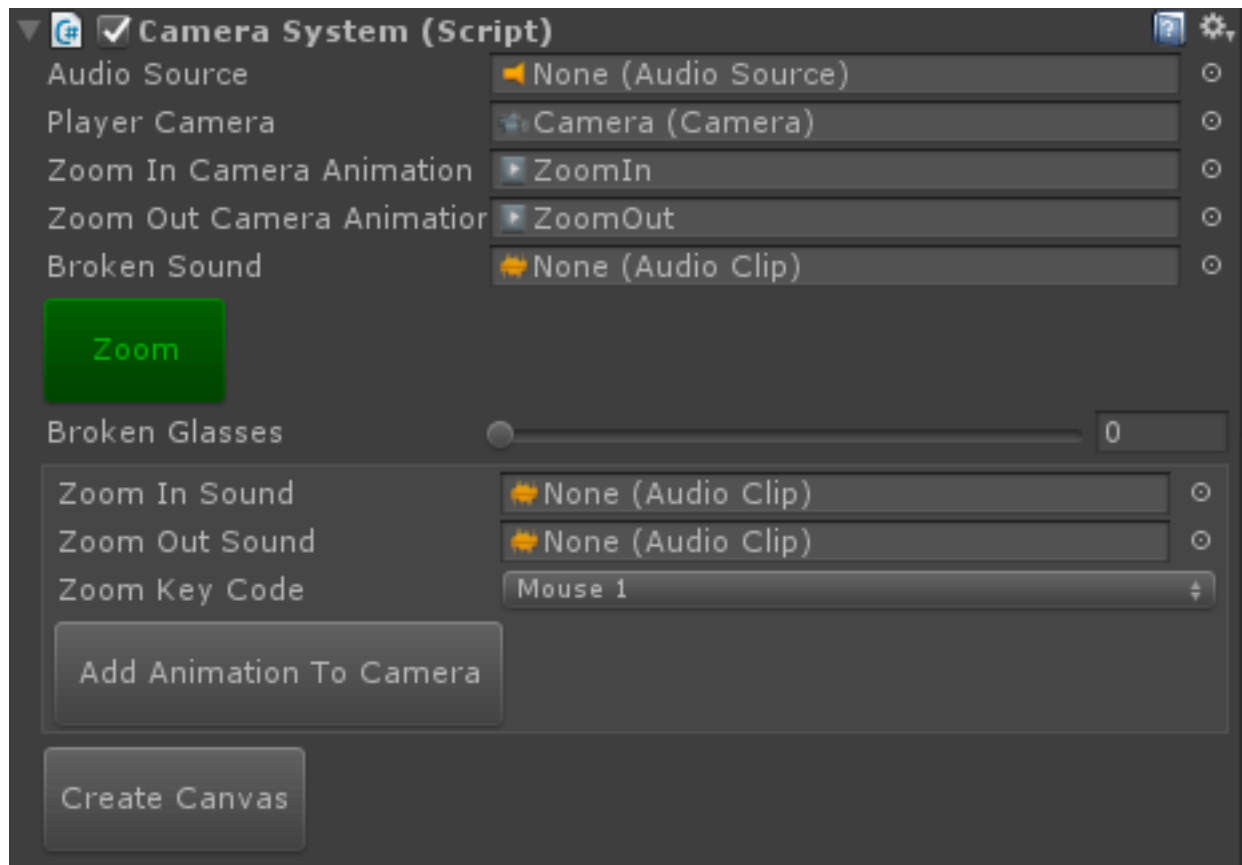 Camera System (Script)
Audio Source None (Audio Source)
Player Camera Camera (Camera)
Zoom In Camera Animation ZoomIn
Zoom Out Camera Animation ZoomOut
Broken Sound None (Audio Clip)
Zoom
Broken Glasses 0
Zoom In Sound None (Audio Clip)
Zoom Out Sound None (Audio Clip)
Zoom Key Code Mouse 1
Add Animation To Camera
Create Canvas